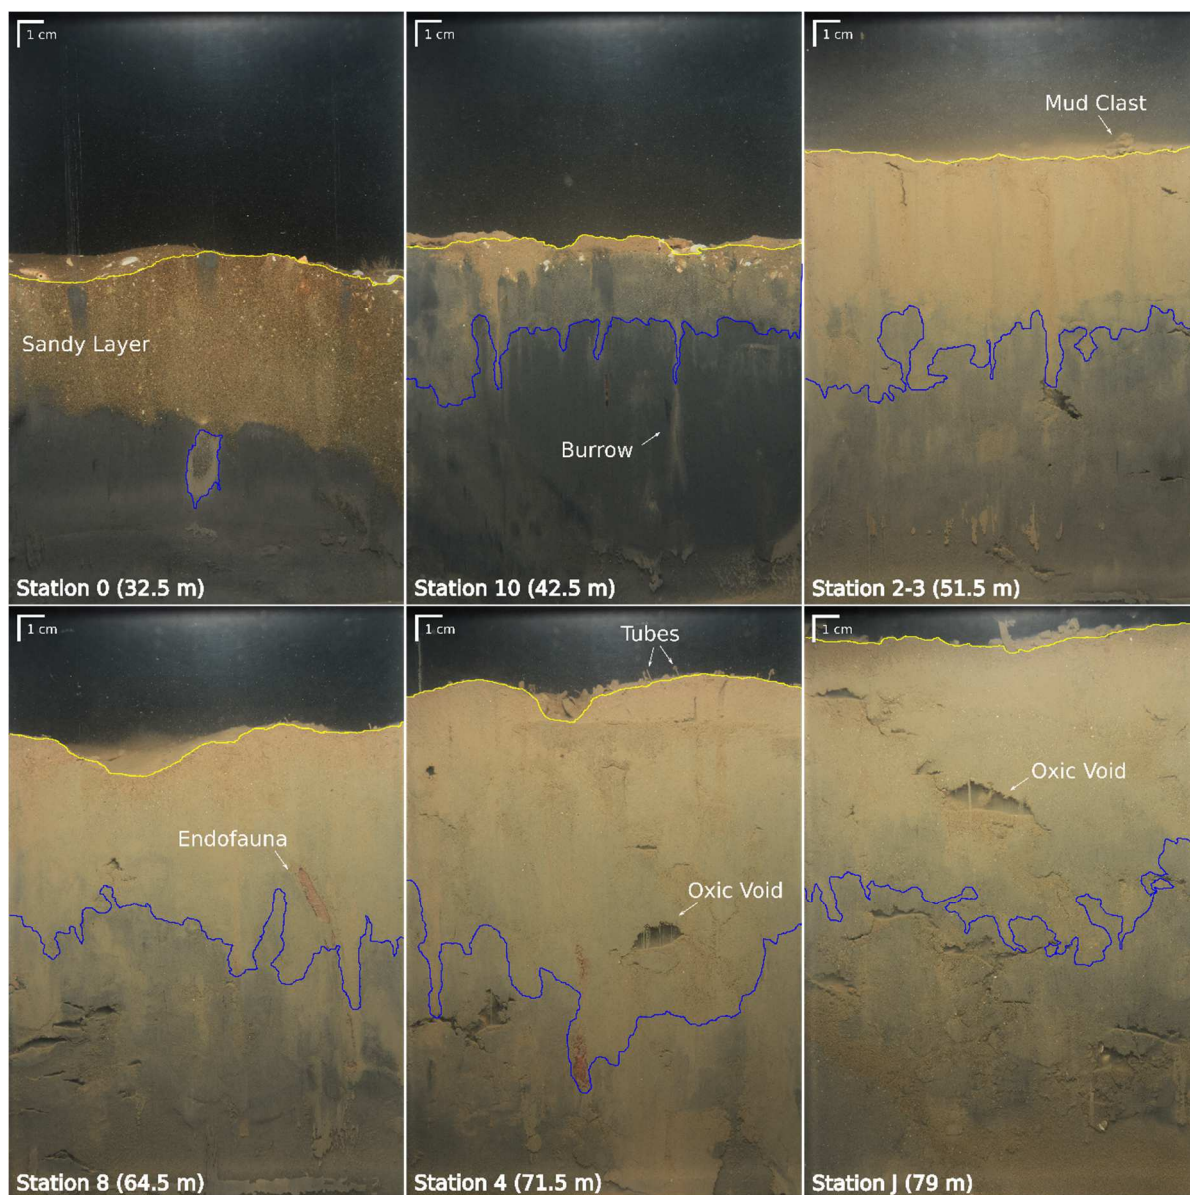 1 cm
1 cm
1 cm
Mud Clast
Sandy Layer
Burrow
Station 0 (32.5 m)
Station 10 (42.5 m)
Station 2-3 (51.5 m)
1 cm
1 cm
1 cm
Tubes
Oxic Void
Endofauna
Oxic Void
Station 8 (64.5 m)
Station 4 (71.5 m)
Station J (79 m)